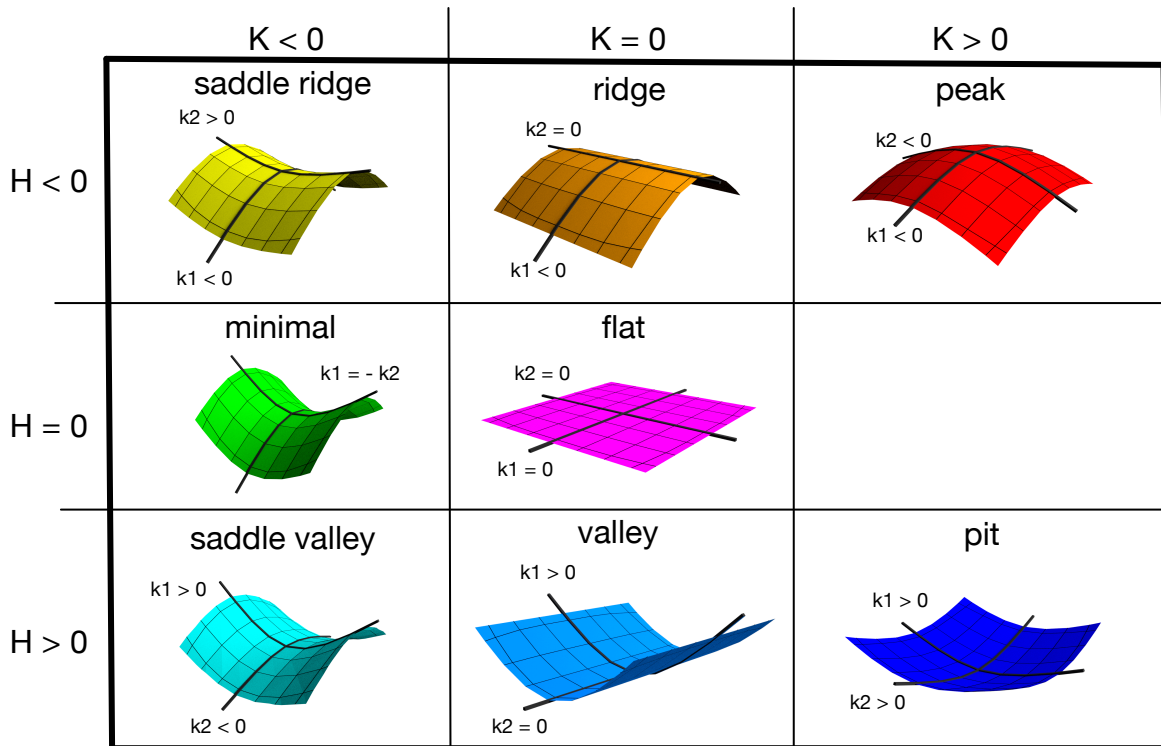 K < 0
K = 0
K > 0
saddle ridge
ridge
peak
k2 > 0
k2 = 0
k2 < 0
H < 0
k1 < 0
k1 < 0
k1 < 0
minimal
flat
k1 = - k2
k2 = 0
H = 0
k1 = 0
saddle valley
valley
pit
k1 > 0
k1 > 0
k1 > 0
H > 0
k2 < 0
k2 = 0
k2 > 0